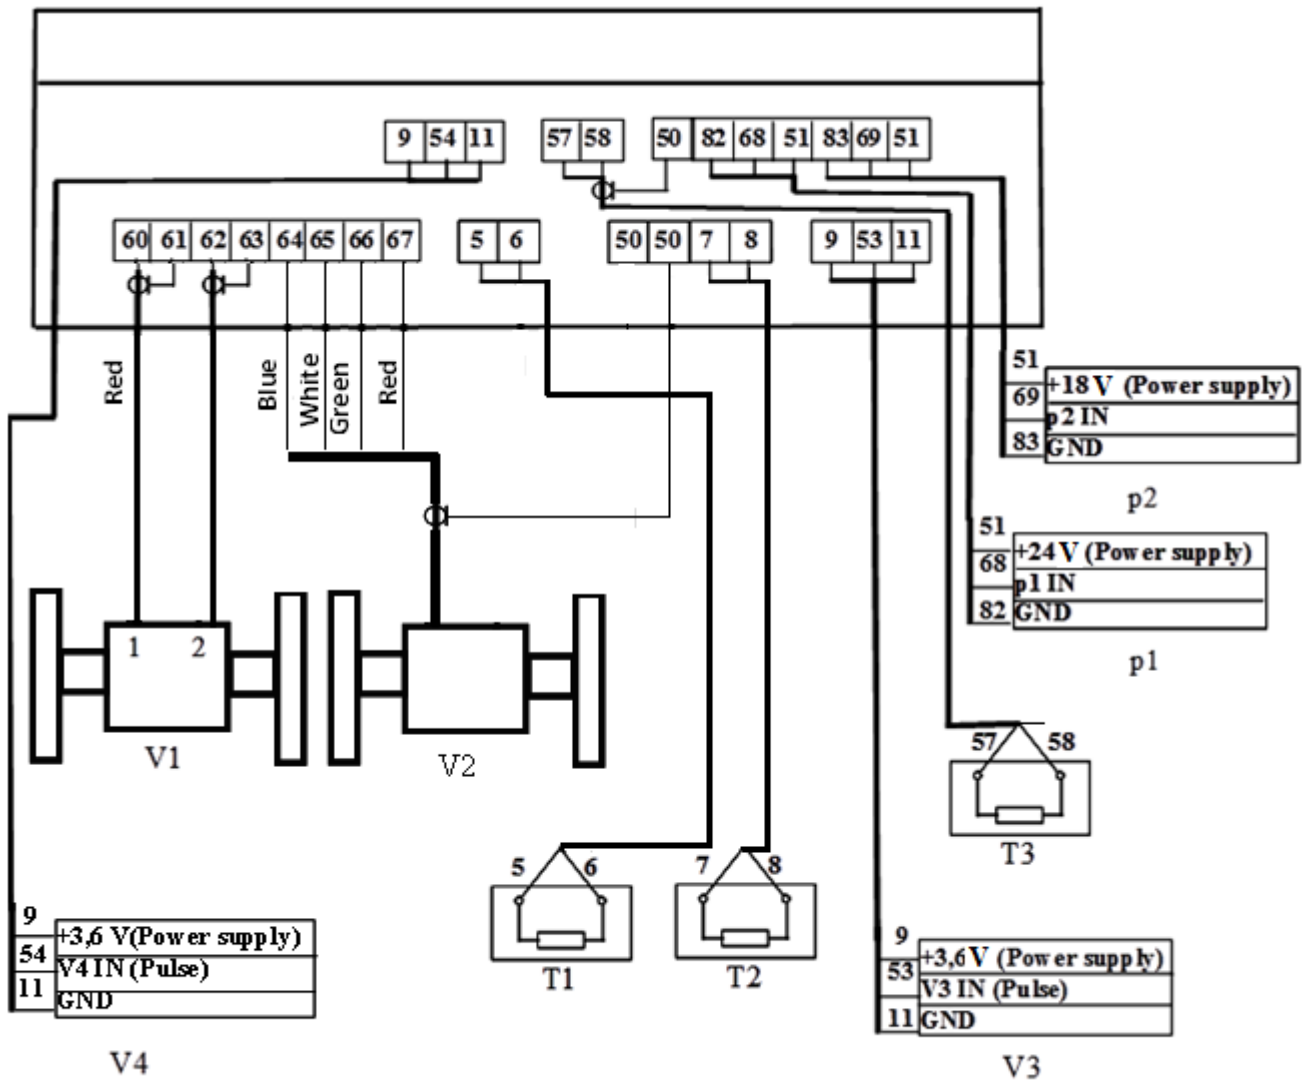 9 54 11 57 58 50 82 68 51 83 69 51
60 61 62 63 64 65 66 67 5 6 50 50 7 8 9 53 11
Red
Blue
White
Green
Red
51
+18 V (Power supply)
69
p2 IN
83
GND
p2
51
+24 V (Power supply)
68
p1 IN
82
GND
p1
1 2
V1
V2
57 58
T3
5 6
T1
7 8
T2
9
+3,6 V(Power supply)
54
V4 IN (Pulse)
11
GND
V4
9
+3,6 V (Power supply)
53
V3 IN (Pulse)
11
GND
V3